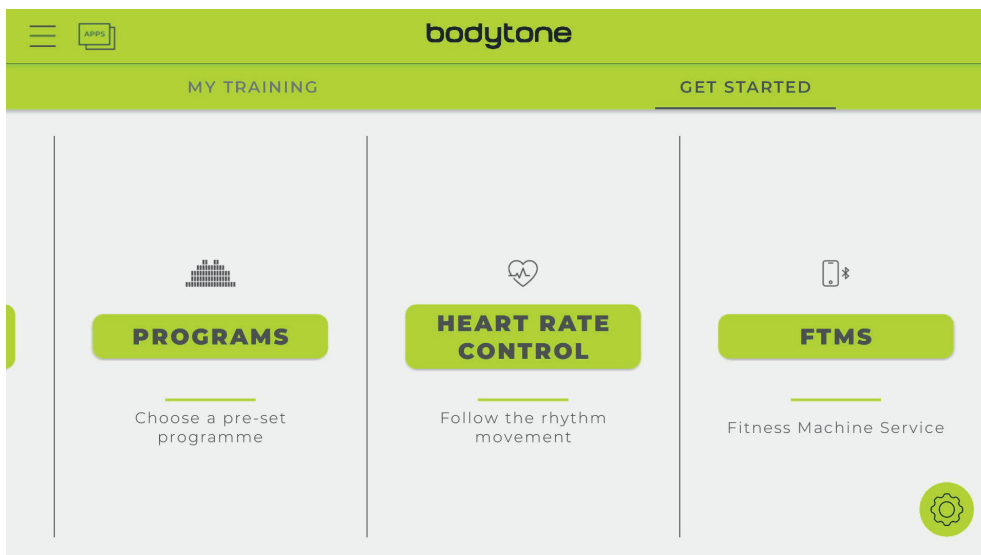 APPS
bodytone
MY TRAINING
GET STARTED
PROGRAMS
Choose a pre-set
programme
HEART RATE
CONTROL
Follow the rhythm
movement
FTMS
Fitness Machine Service